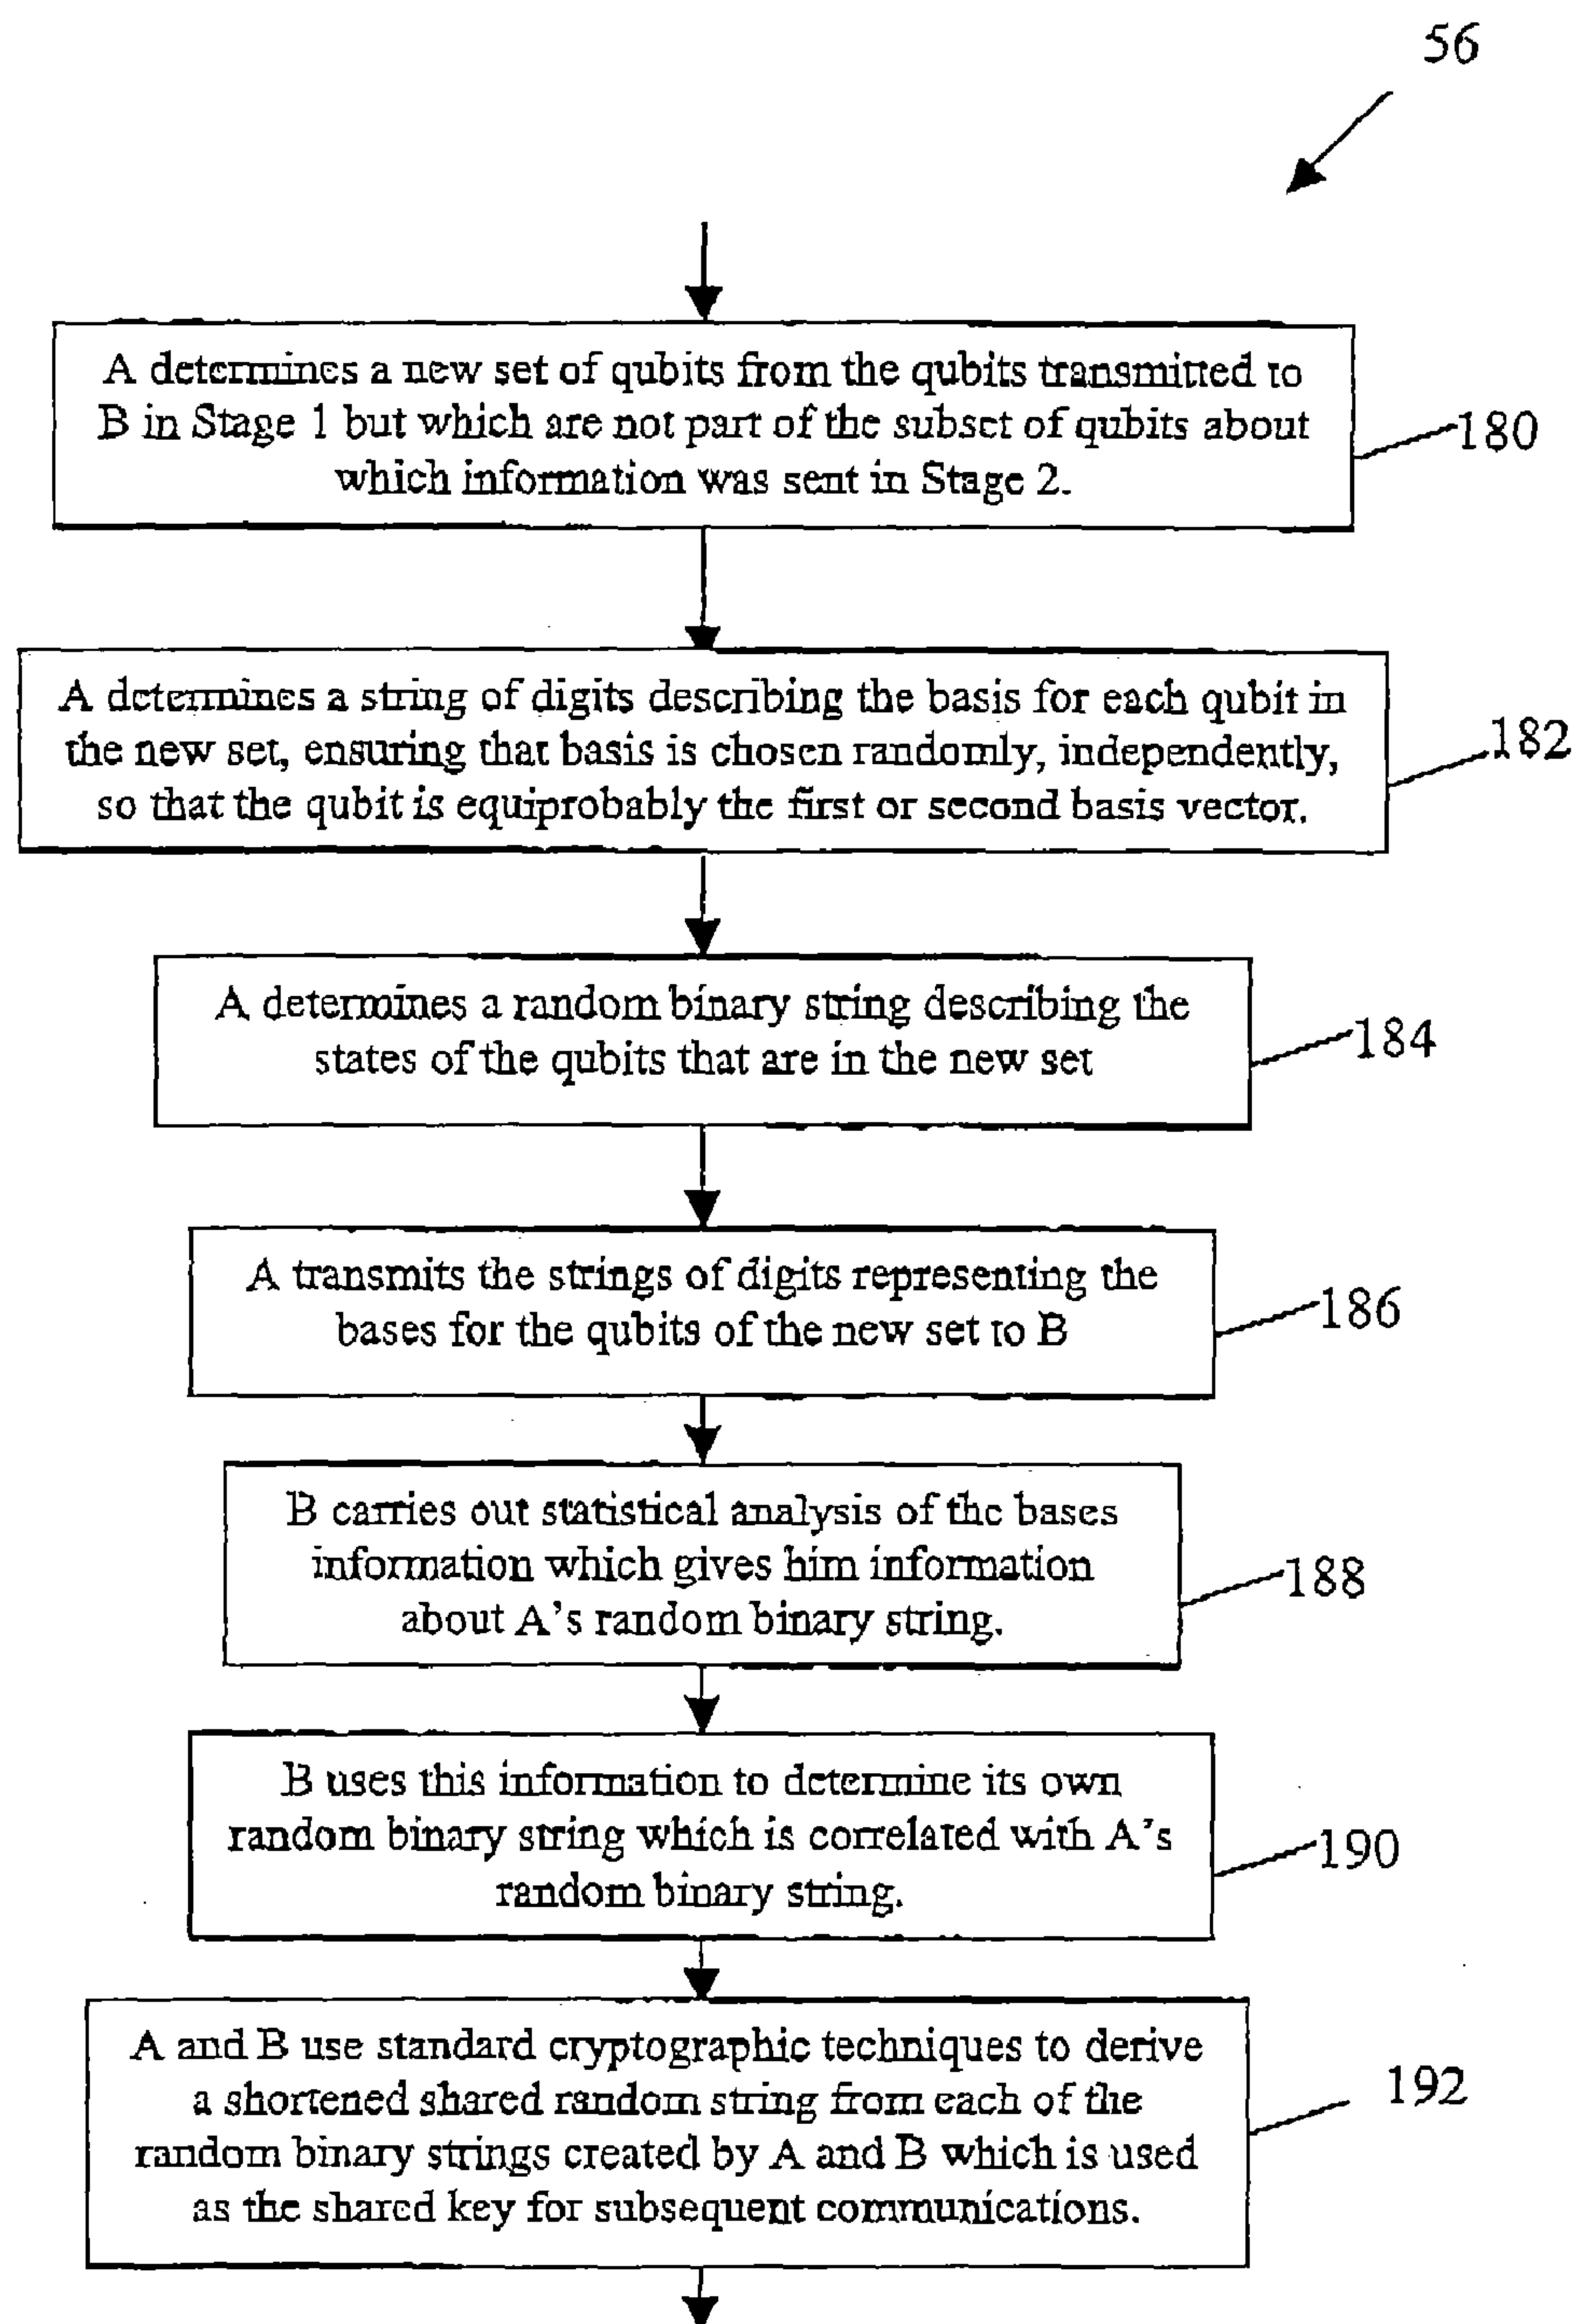 56
A determines a new set of qubits from the qubits transmitted to
B in Stage 1 but which are not part of the subset of qubits about
which information was sent in Stage 2.
180
A determines a string of digits describing the basis for each qubit in
the new set, ensuring that basis is chosen randomly, independently,
so that the qubit is equiprobably the first or second basis vector.
182
A determines a random binary string describing the
states of the qubits that are in the new set
184
A transmits the strings of digits representing the
bases for the qubits of the new set to B
186
B carries out statistical analysis of the bases
information which gives him information
about A's random binary string.
188
B uses this information to determine its own
random binary string which is correlated with A's
random binary string.
190
A and B use standard cryptographic techniques to derive
a shortened shared random string from each of the
random binary strings created by A and B which is used
as the shared key for subsequent communications.
192